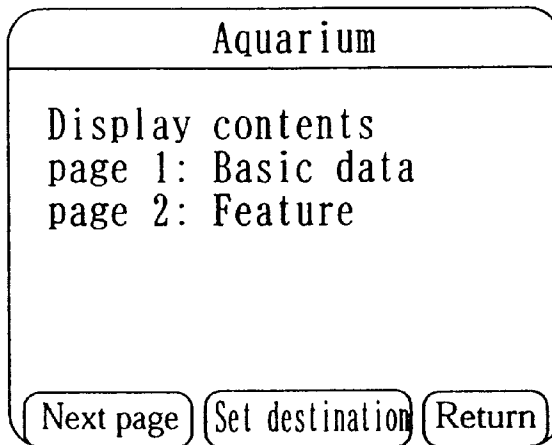 Aquarium
Display contents
page 1: Basic data
page 2: Feature
Next page Set destination Return